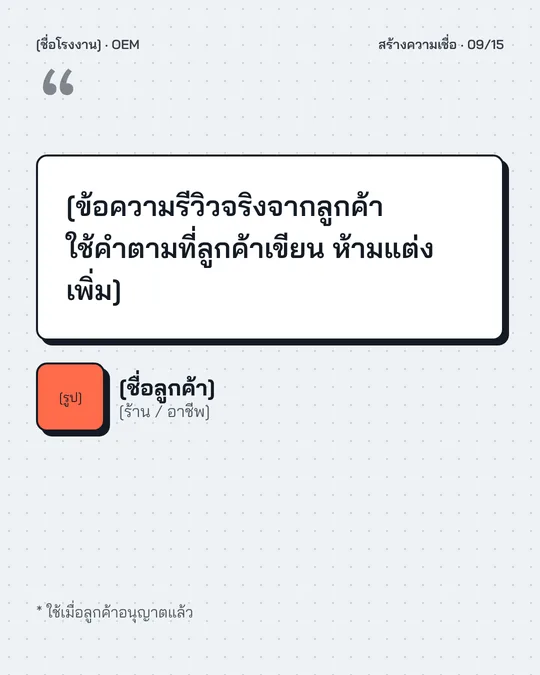 (ชื่อโรงงาน) · OEM
สร้างความเชื่อ · 09/15
“
(ข้อความรีวิวจริงจากลูกค้า
ใช้คำตามที่ลูกค้าเขียน ห้ามแต่ง
เพิ่ม)
(รูป)
(ชื่อลูกค้า)
(ร้าน / อาชีพ)
* ใช้เมื่อลูกค้าอนุญาตแล้ว